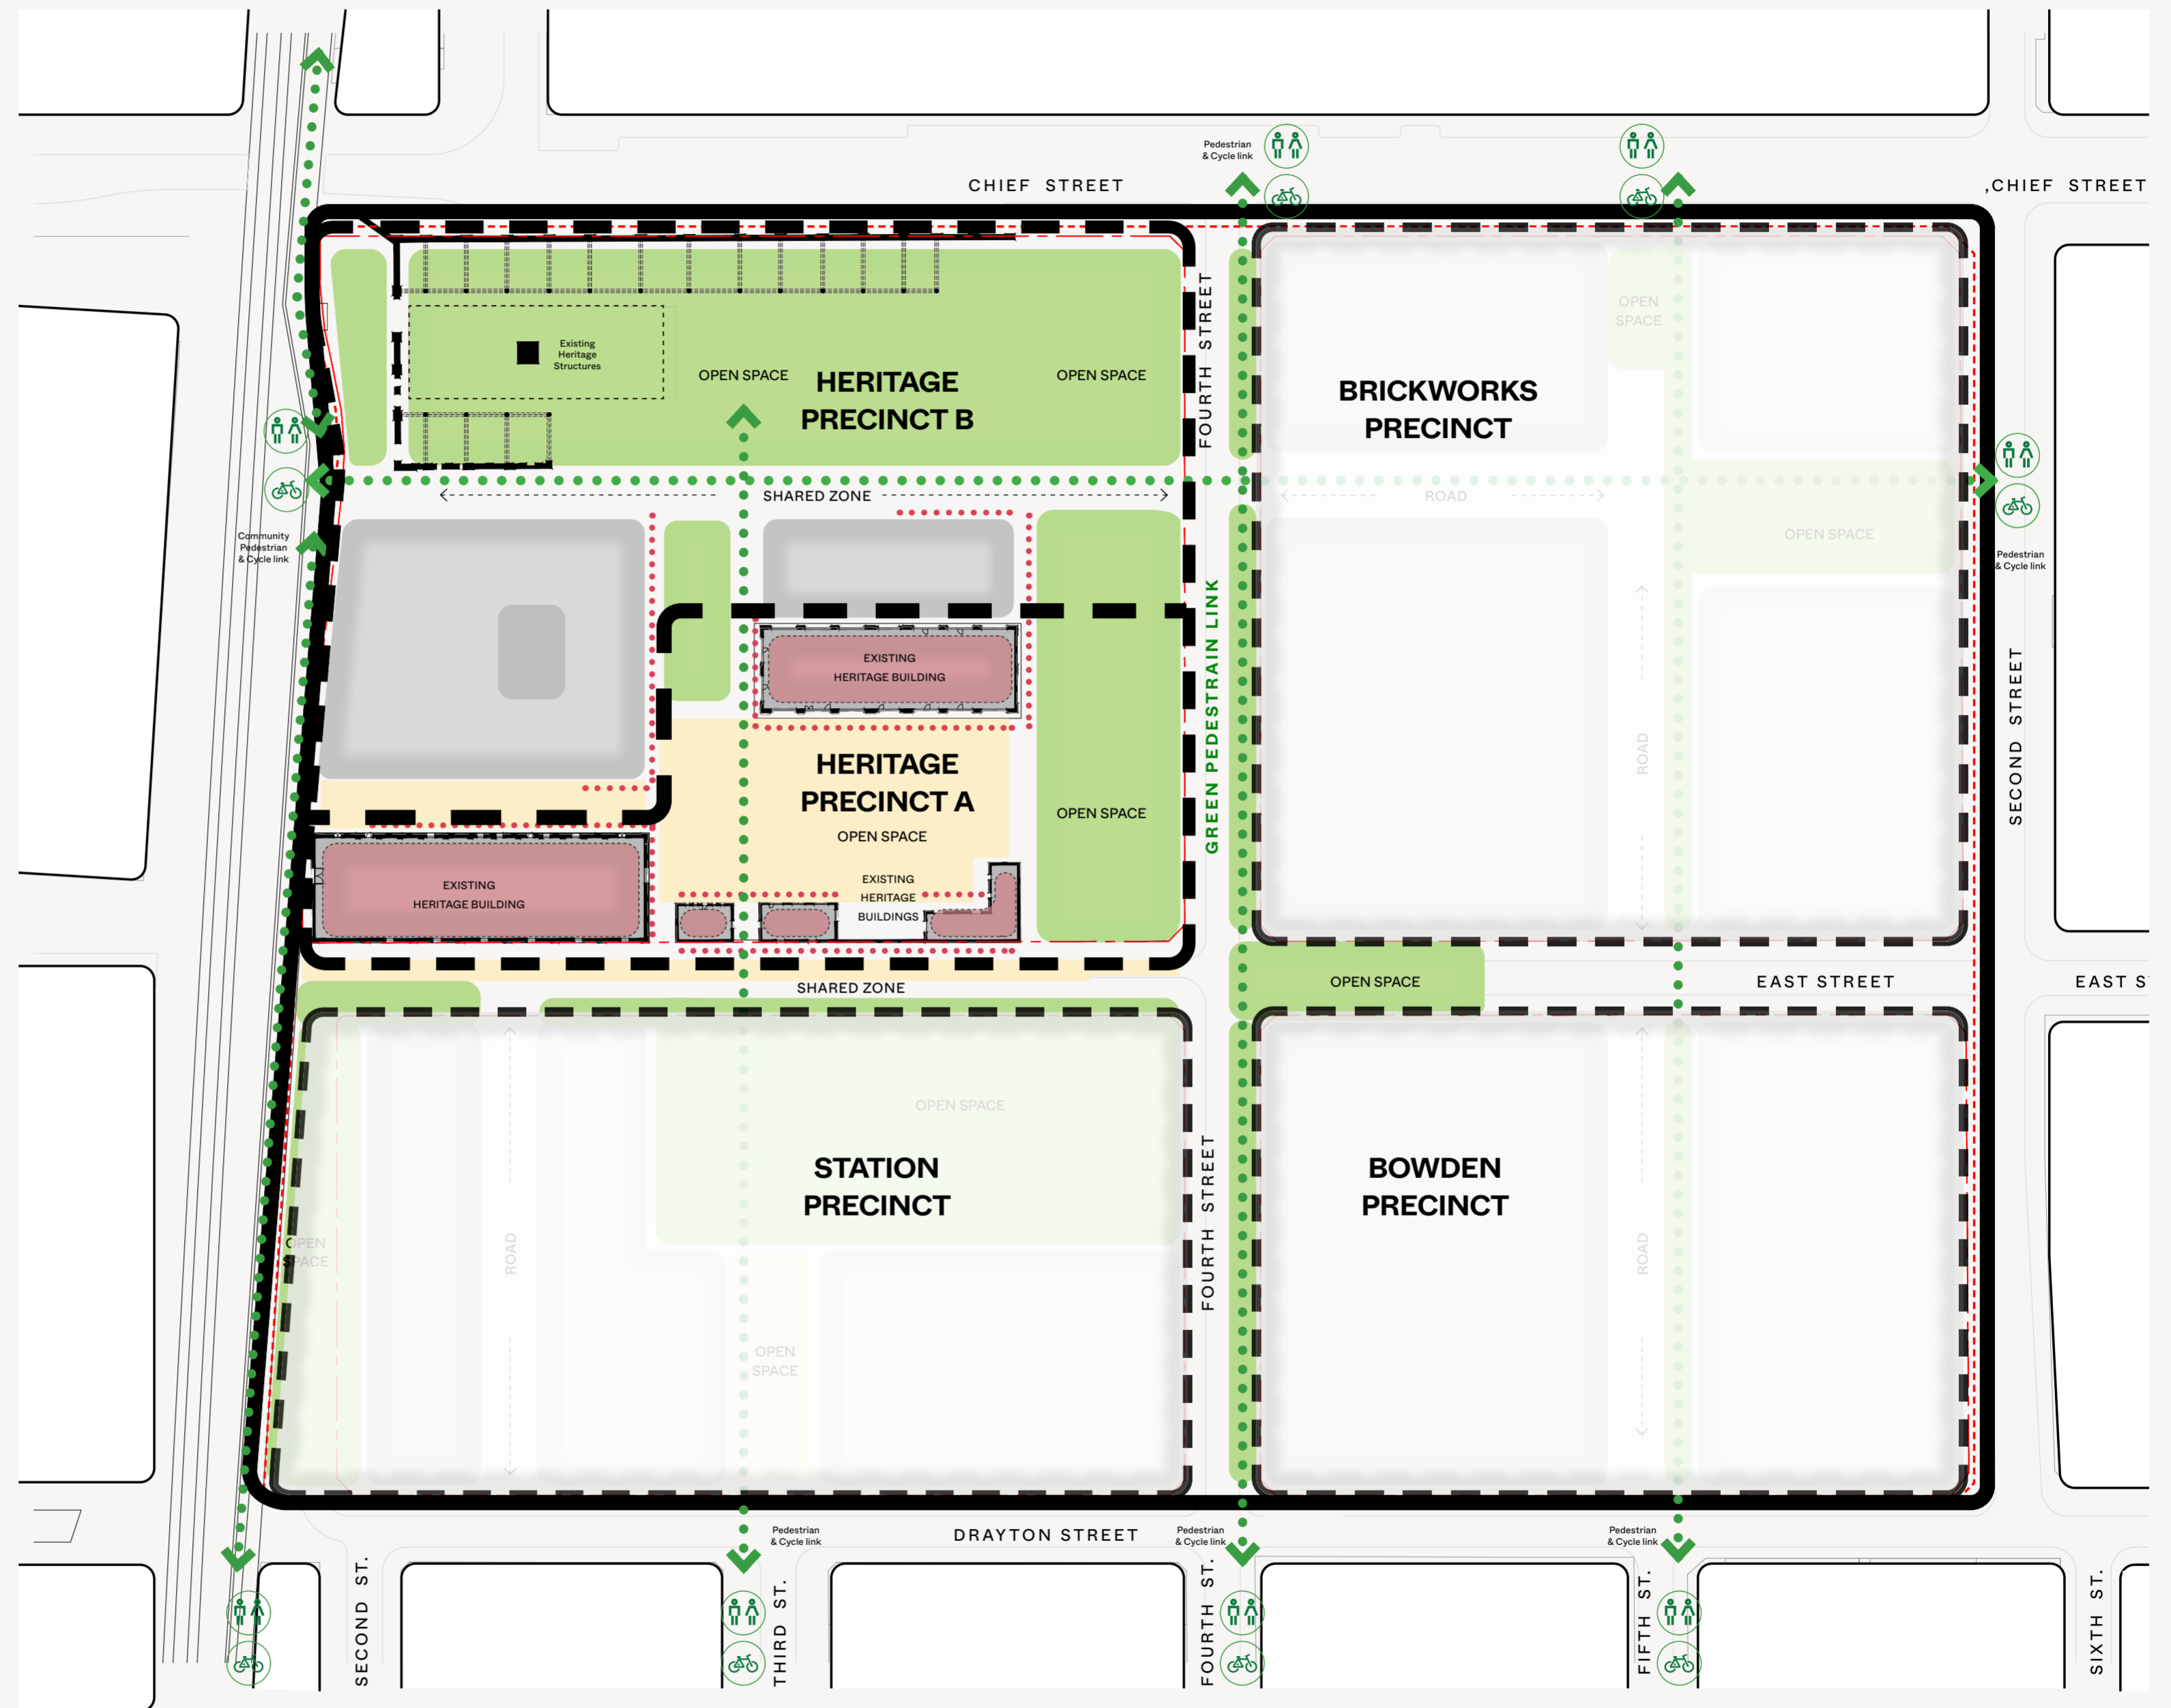 Pedestrian
& Cycle link
CHIEF STREET
,CHIEF STREET
Existing
Heritage
Structures
OPEN SPACE
HERITAGE
PRECINCT B
OPEN SPACE
FOURTH STREET
BRICKWORKS
PRECINCT
OPEN
SPACE
SHARED ZONE
ROAD
Community
Pedestrian
& Cycle link
OPEN SPACE
Pedestrian
& Cycle link
GREEN PEDESTRAIN LINK
EXISTING
HERITAGE BUILDING
ROAD
SECOND STREET
HERITAGE
PRECINCT A
OPEN SPACE
OPEN SPACE
EXISTING
HERITAGE BUILDING
EXISTING
HERITAGE
BUILDINGS
SHARED ZONE
OPEN SPACE
EAST STREET
EAST S
OPEN SPACE
STATION
PRECINCT
BOWDEN
PRECINCT
FOURTH STREET
OPEN
SPACE
ROAD
ROAD
OPEN
SPACE
Pedestrian
& Cycle link
DRAYTON STREET
Pedestrian
& Cycle link
Pedestrian
& Cycle link
SECOND ST.
THIRD ST.
FOURTH ST.
FIFTH ST.
SIXTH ST.